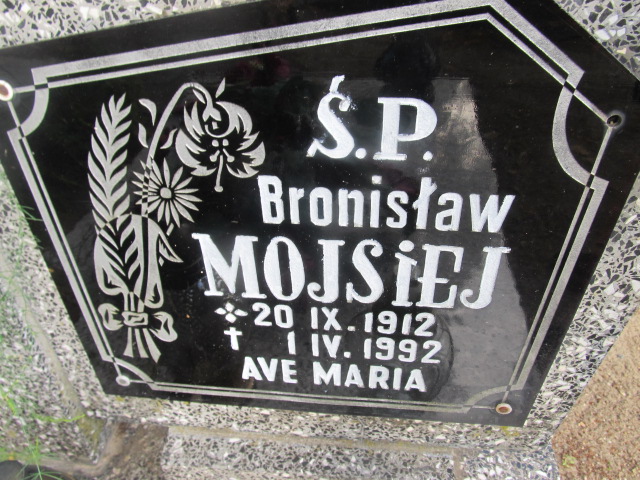 Ś.P.
Bronisław
MOJSiEJ
20 IX. 1912
✝ 1 IV. 1992
AVE MARIA